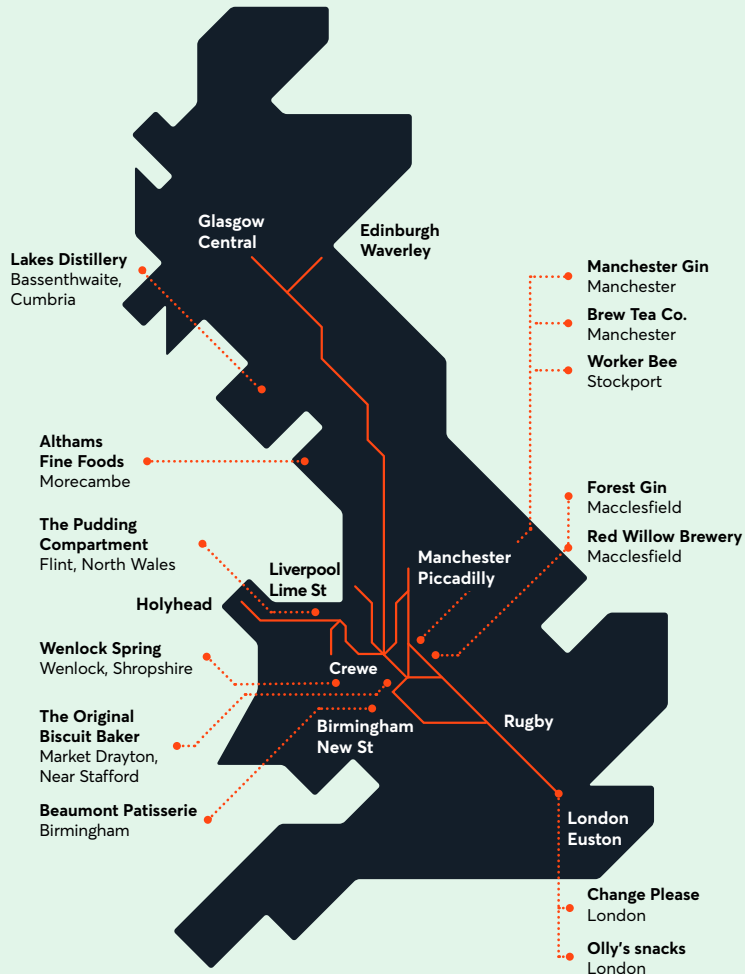 Glasgow
Central
Edinburgh
Waverley
Lakes Distillery
Bassenthwaite,
Cumbria
Manchester Gin
Manchester
Brew Tea Co.
Manchester
Worker Bee
Stockport
Althams
Fine Foods
Morecambe
Forest Gin
Macclesfield
The Pudding
Compartment
Flint, North Wales
Red Willow Brewery
Macclesfield
Manchester
Piccadilly
Liverpool
Lime St
Holyhead
Wenlock Spring
Wenlock, Shropshire
Crewe
The Original
Biscuit Baker
Market Drayton,
Near Stafford
Birmingham
New St
Rugby
Beaumont Patisserie
Birmingham
London
Euston
Change Please
London
Olly's snacks
London